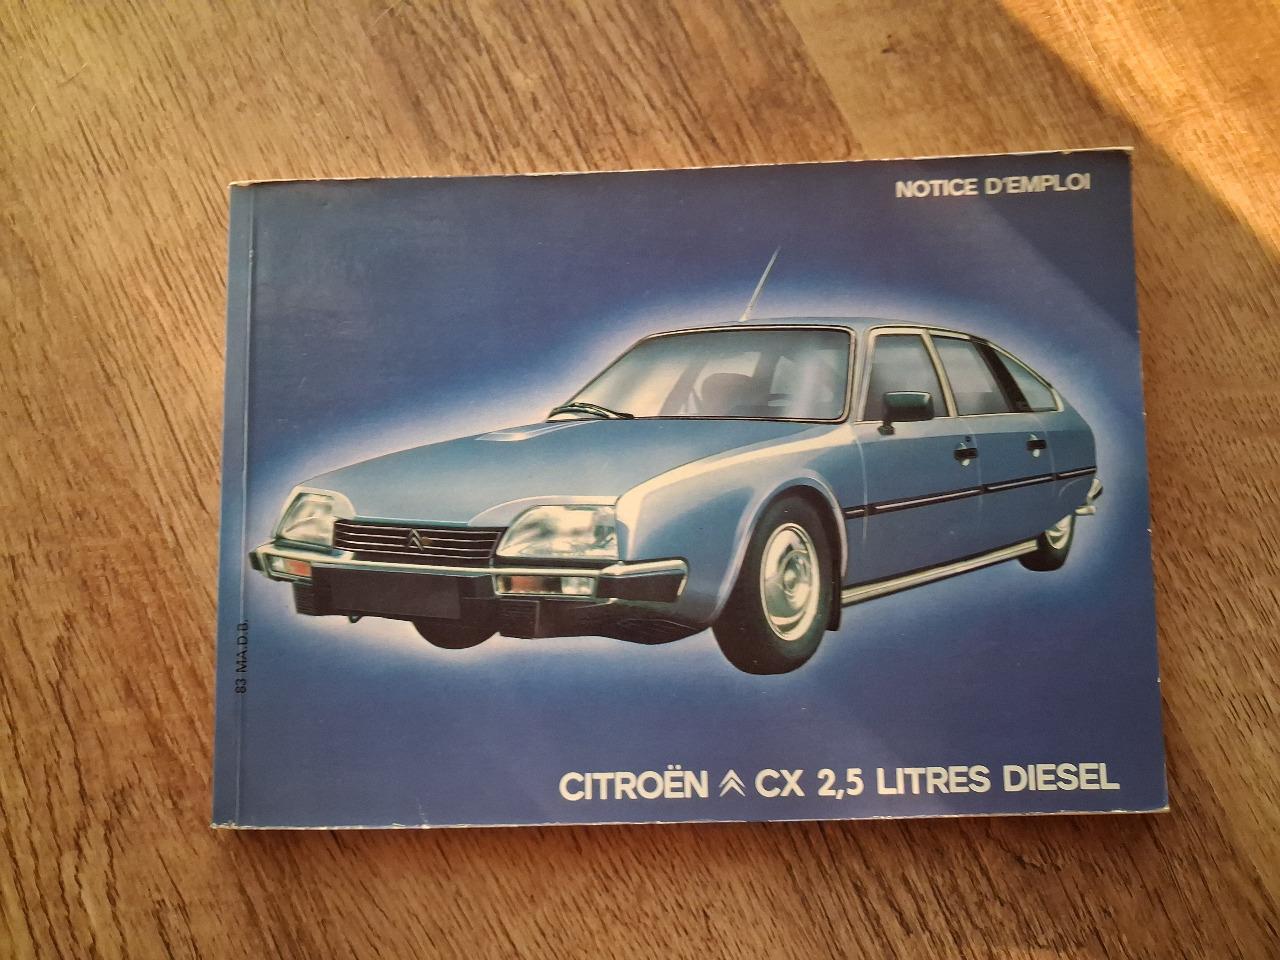 NOTICE D'EMPLOI
83 MA.D.B.
CITROËN CX 2,5 LITRES DIESEL